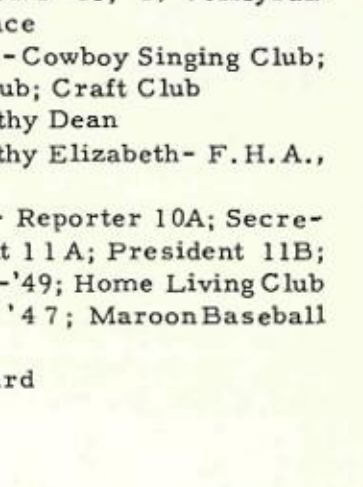 ce
-Cowboy Singing Club;
ub; Craft Club
thy Dean
thy Elizabeth- F.H.A.,
- Reporter 10A; Secre-
t 11A; President 11B;
-'49; Home Living Club
'47; Maroon Baseball
rd